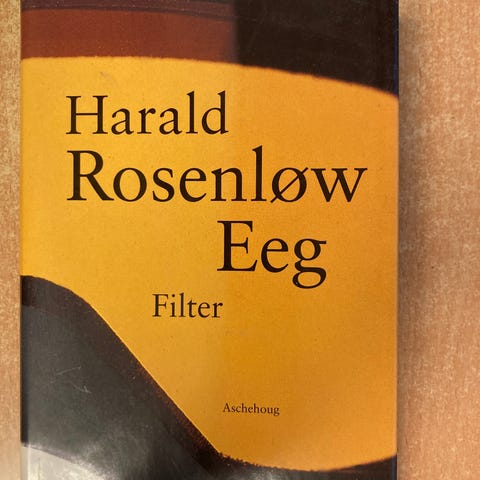 Harald
Rosenløw
Eeg
Filter
Aschehoug